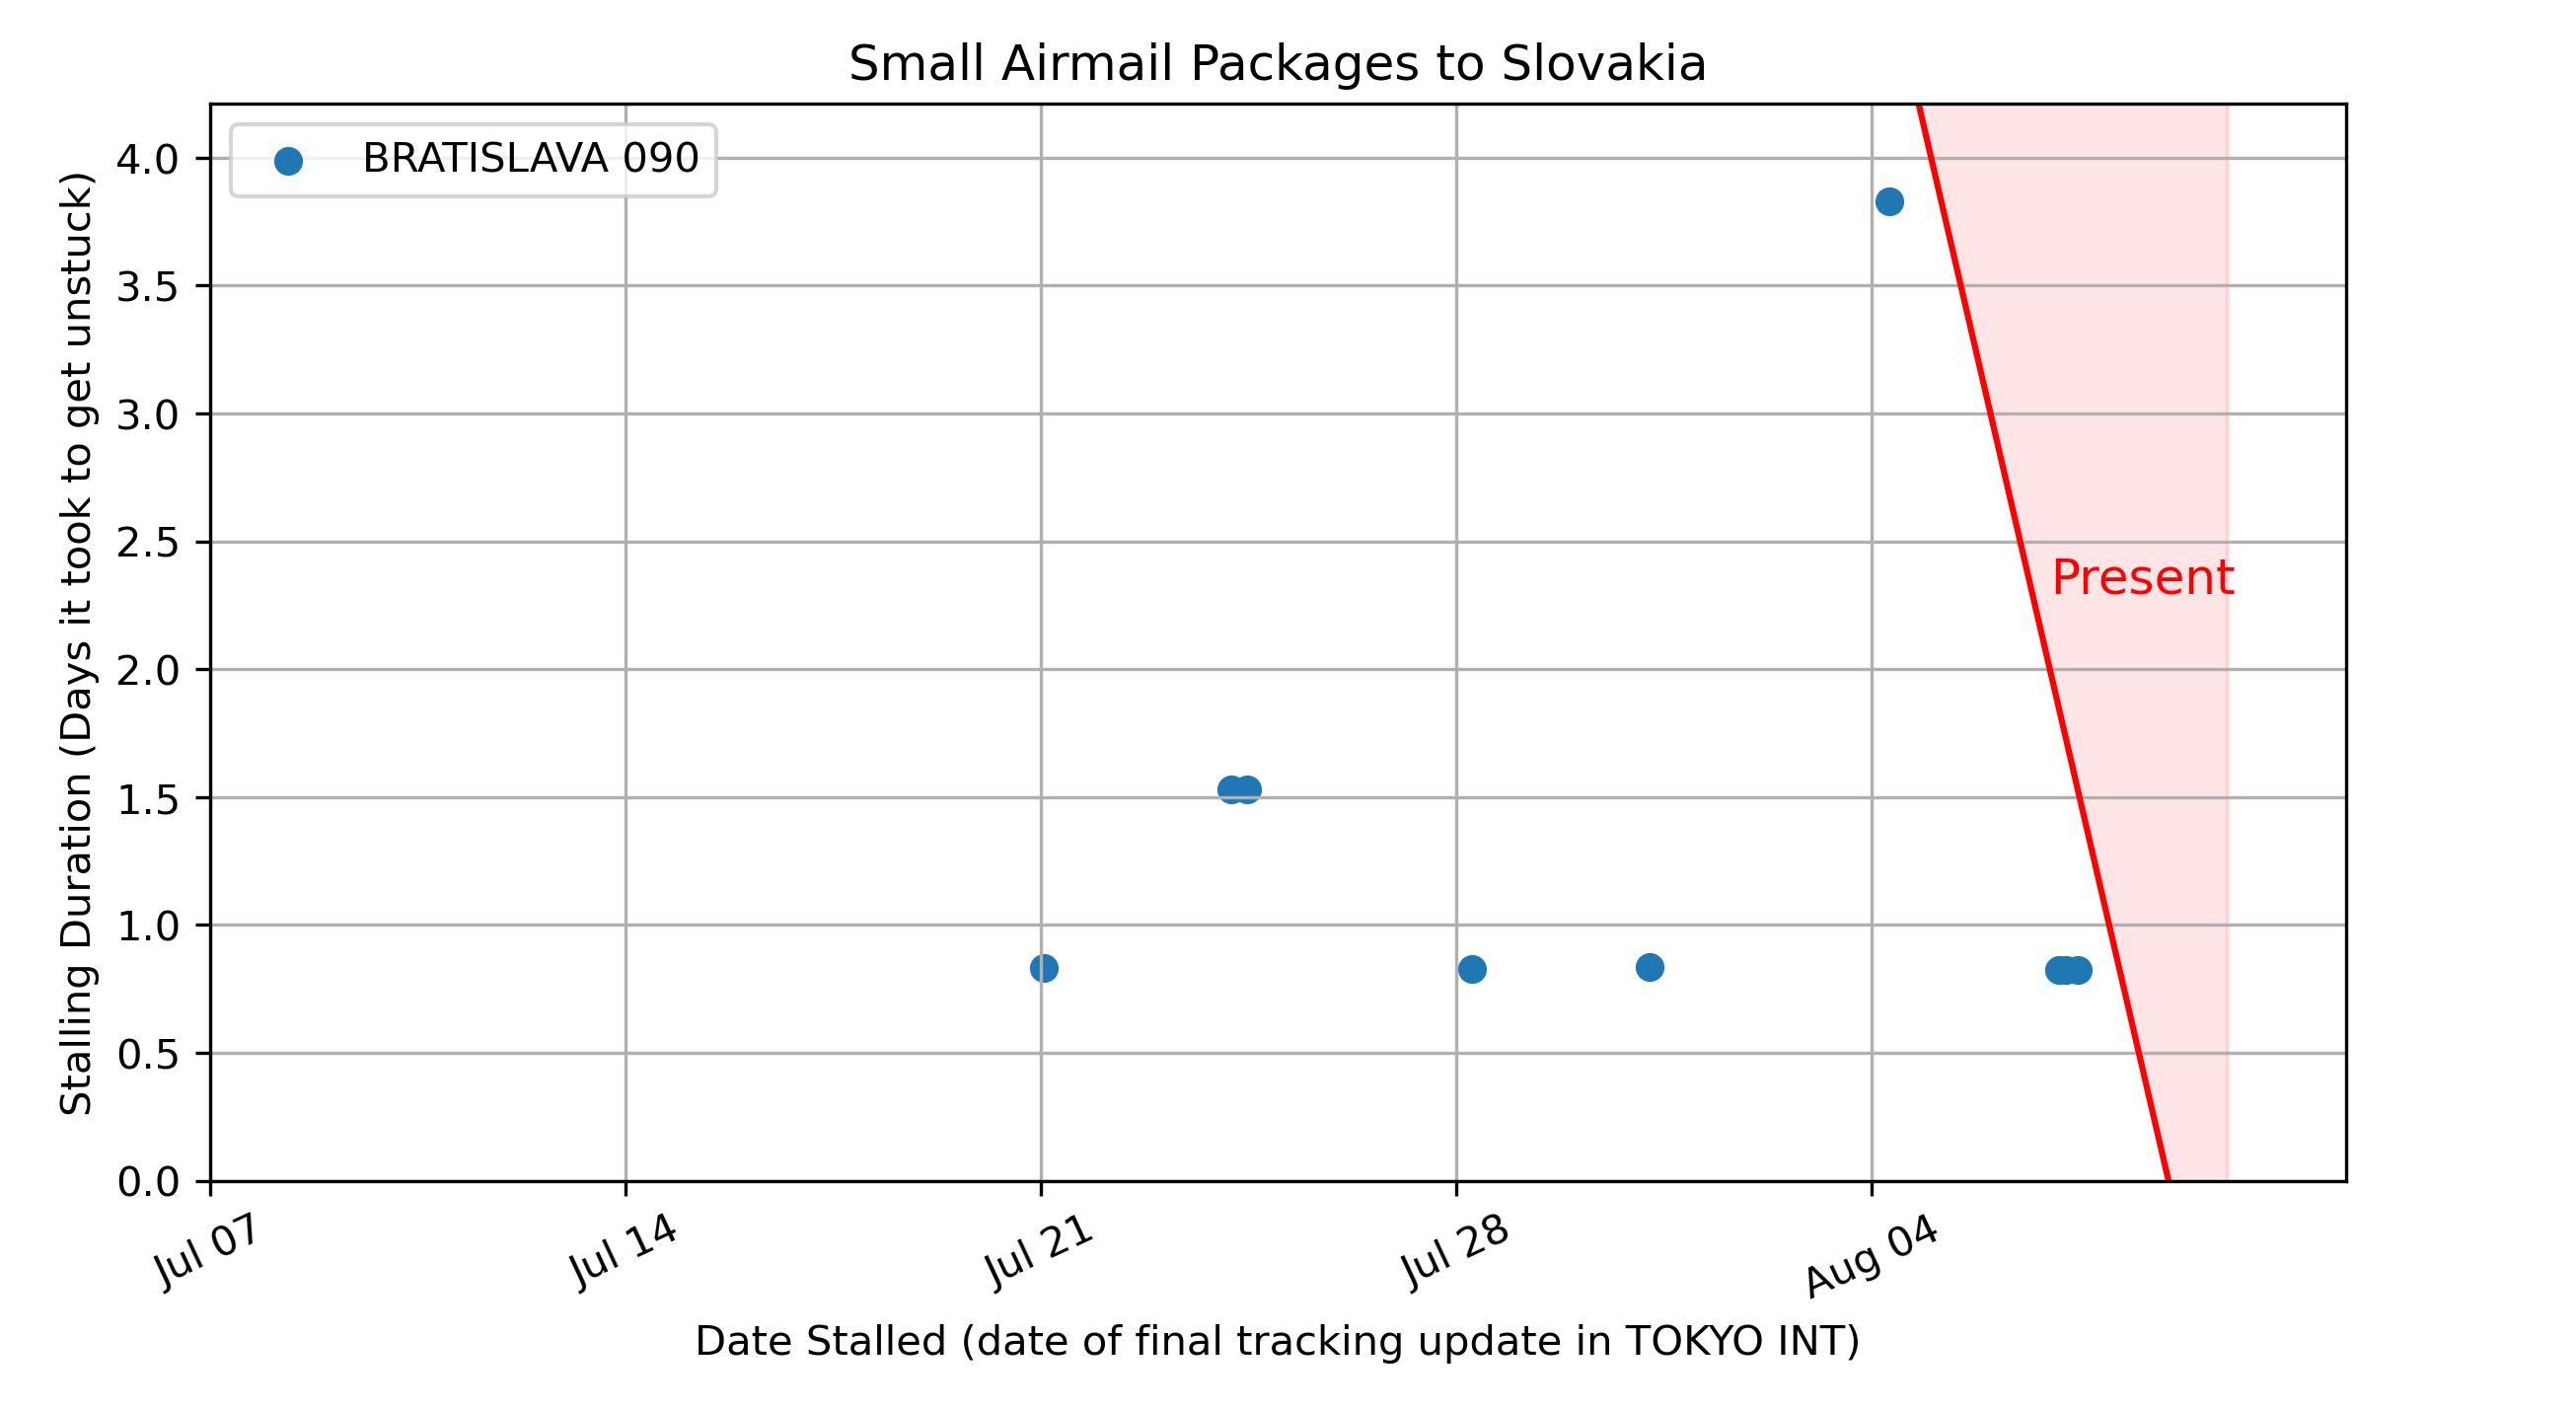 Small Airmail Packages to Slovakia
BRATISLAVA 090
Stalling Duration (Days it took to get unstuck)
4.0
3.5
3.0
2.5
2.0
1.5
1.0
0.5
0.0
Present
Jul 07
Jul 14
Jul 21
Jul 28
Aug 04
Date Stalled (date of final tracking update in TOKYO INT)